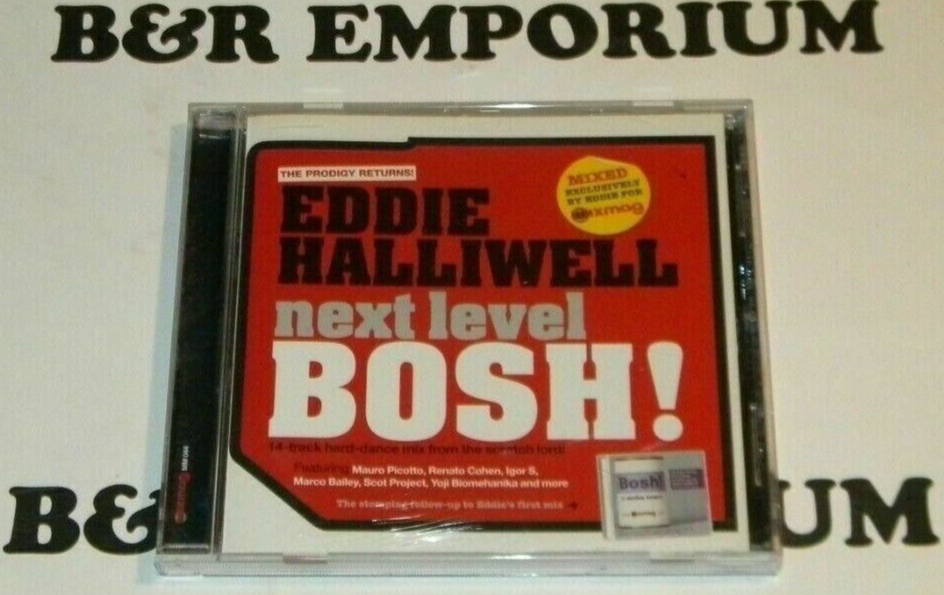 B&R EMPORIUM
THE PRODIGY RETURNS!
EDDIE
HALLIWELL
next level
BOSH!
MIXED
EXCLUSIVELY
BY EDDIE FOR
mixmag
14-track hard-dance mix from the scratch lord!
Featuring Mauro Picotto, Renato Cohen, Igor S,
Marco Bailey, Scot Project, Yoji Biomehanika and more
The stomping follow-up to Eddie's first mix
Bosh!
mixmag
B& UM